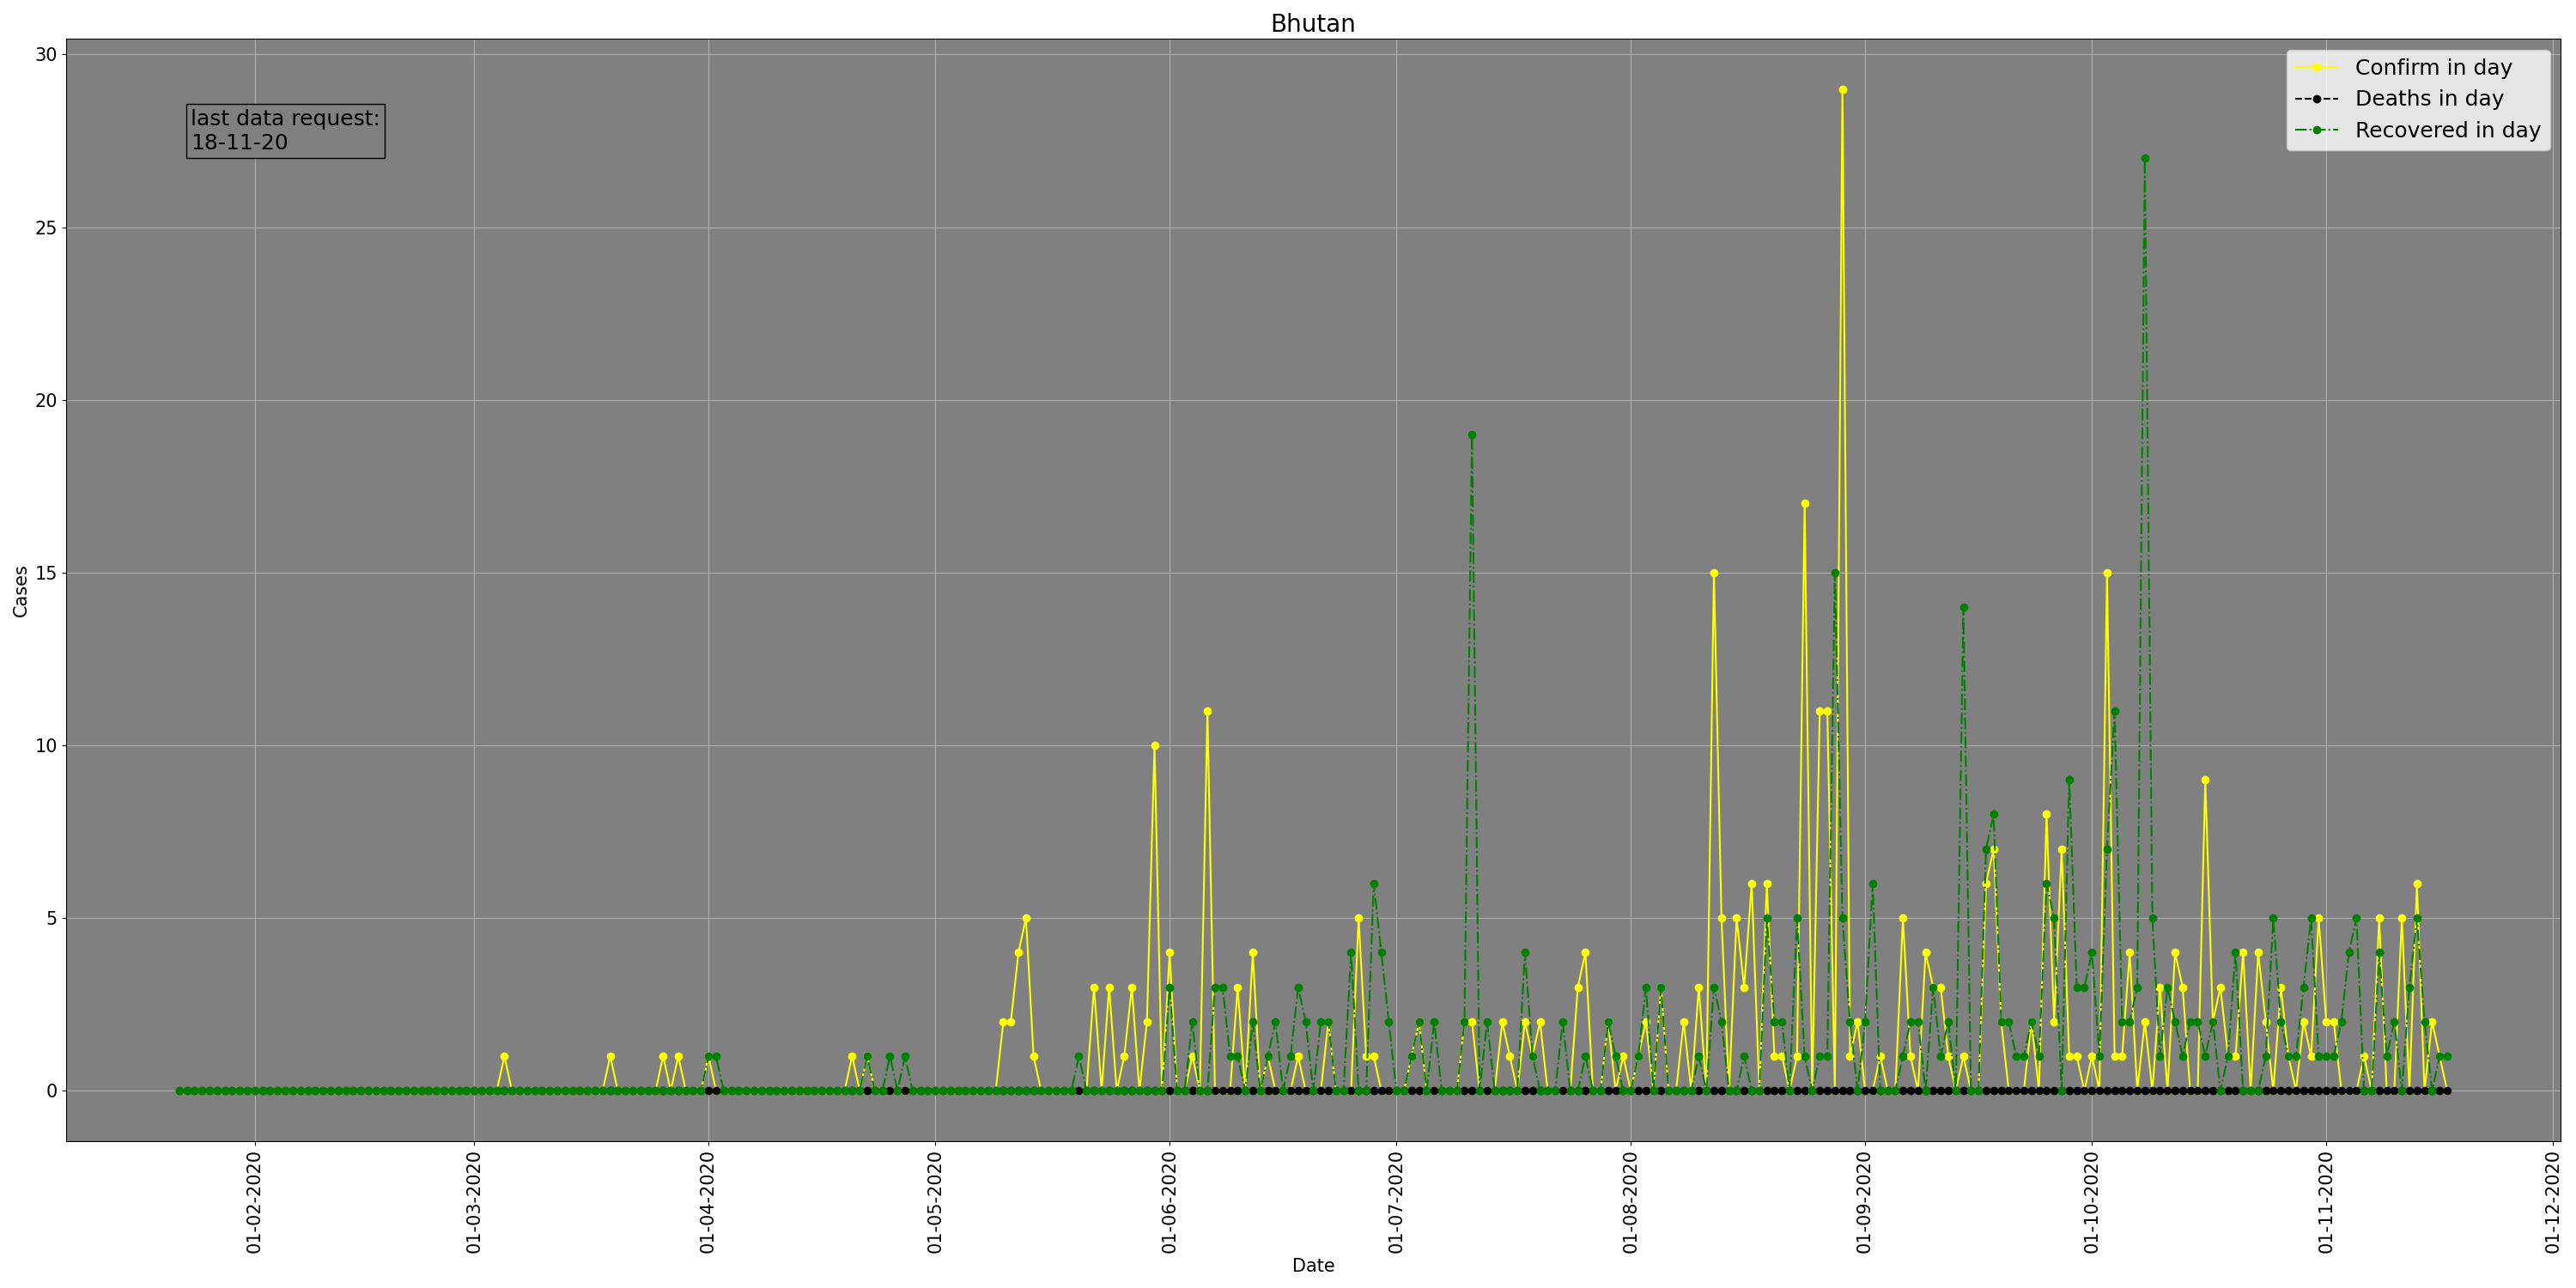 Bhutan
30
25
20
15
10
5
0
Cases
last data request:
18-11-20
Confirm in day
Deaths in day
Recovered in day
01-02-2020
01-03-2020
01-04-2020
01-05-2020
01-06-2020
01-07-2020
01-08-2020
01-09-2020
01-10-2020
01-11-2020
01-12-2020
Date